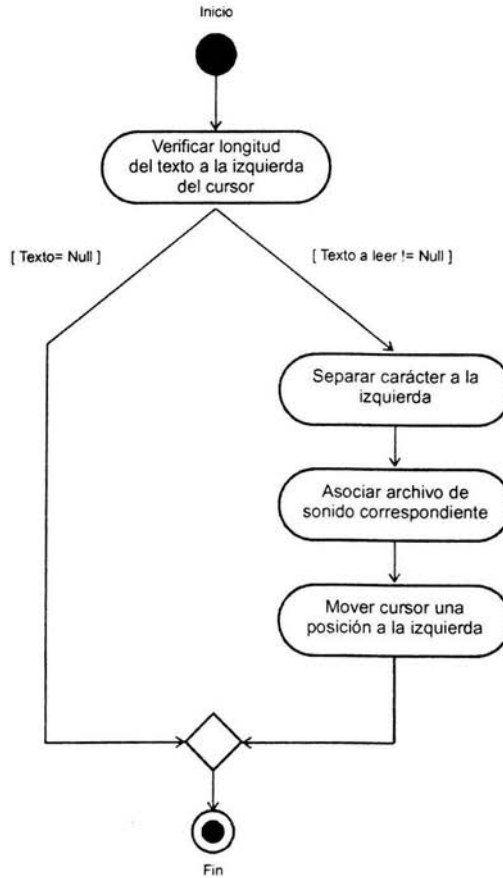 Inicio
Verificar longitud
del texto a la izquierda
del cursor
[ Texto= Null ]
[ Texto a leer != Null ]
Separar carácter a la
izquierda
Asociar archivo de
sonido correspondiente
Mover cursor una
posición a la izquierda
Fin